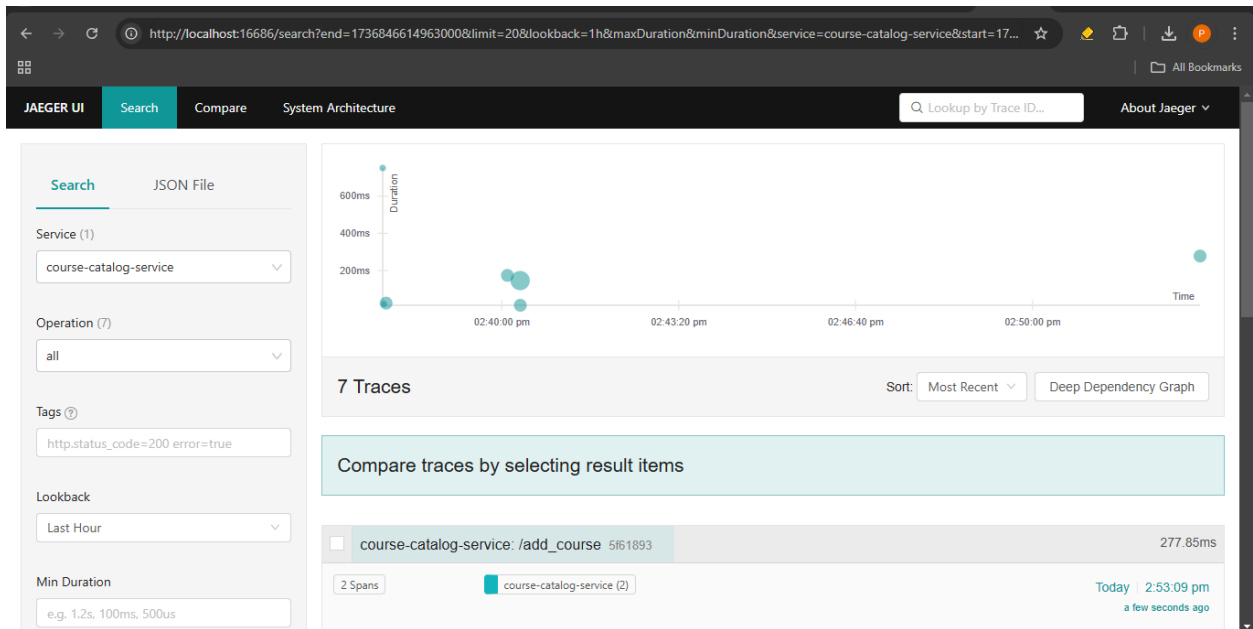 http://localhost:16686/search?end=1736846614963000&limit=20&lookback=1h&maxDuration&minDuration&service=course-catalog-service&start=17...
P
All Bookmarks
JAEGER UI
Search
Compare
System Architecture
Lookup by Trace ID...
About Jaeger
Search
JSON File
Service (1)
course-catalog-service
Operation (7)
all
Tags ?
http.status_code=200 error=true
Lookback
Last Hour
Min Duration
e.g. 1.2s, 100ms, 500us
Duration
600ms
400ms
200ms
Time
02:40:00 pm
02:43:20 pm
02:46:40 pm
02:50:00 pm
7 Traces
Sort:
Most Recent
Deep Dependency Graph
Compare traces by selecting result items
course-catalog-service: /add_course 5f61893
277.85ms
2 Spans
course-catalog-service (2)
Today
2:53:09 pm
a few seconds ago